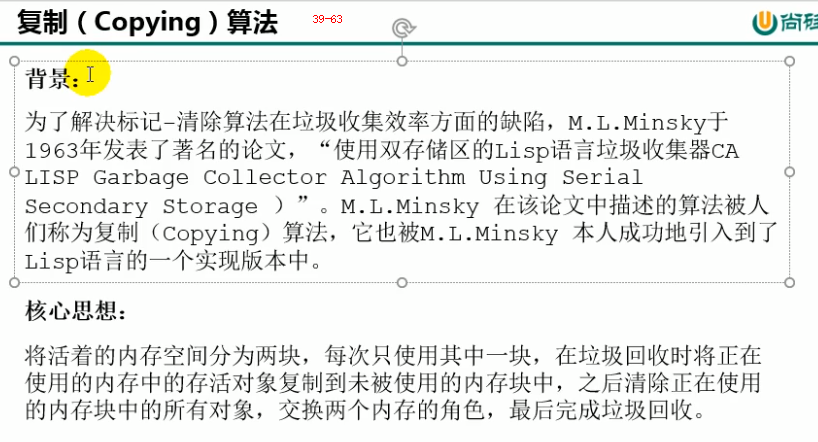 复制（Copying）算法
39-63
尚硅
背景：
为了解决标记-清除算法在垃圾收集效率方面的缺陷，M.L.Minsky于
1963年发表了著名的论文，“使用双存储区的Lisp语言垃圾收集器CA
LISP Garbage Collector Algorithm Using Serial
Secondary Storage ）”。M.L.Minsky 在该论文中描述的算法被人
们称为复制（Copying）算法，它也被M.L.Minsky 本人成功地引入到了
Lisp语言的一个实现版本中。
核心思想：
将活着的内存空间分为两块，每次只使用其中一块，在垃圾回收时将正在
使用的内存中的存活对象复制到未被使用的内存块中，之后清除正在使用
的内存块中的所有对象，交换两个内存的角色，最后完成垃圾回收。